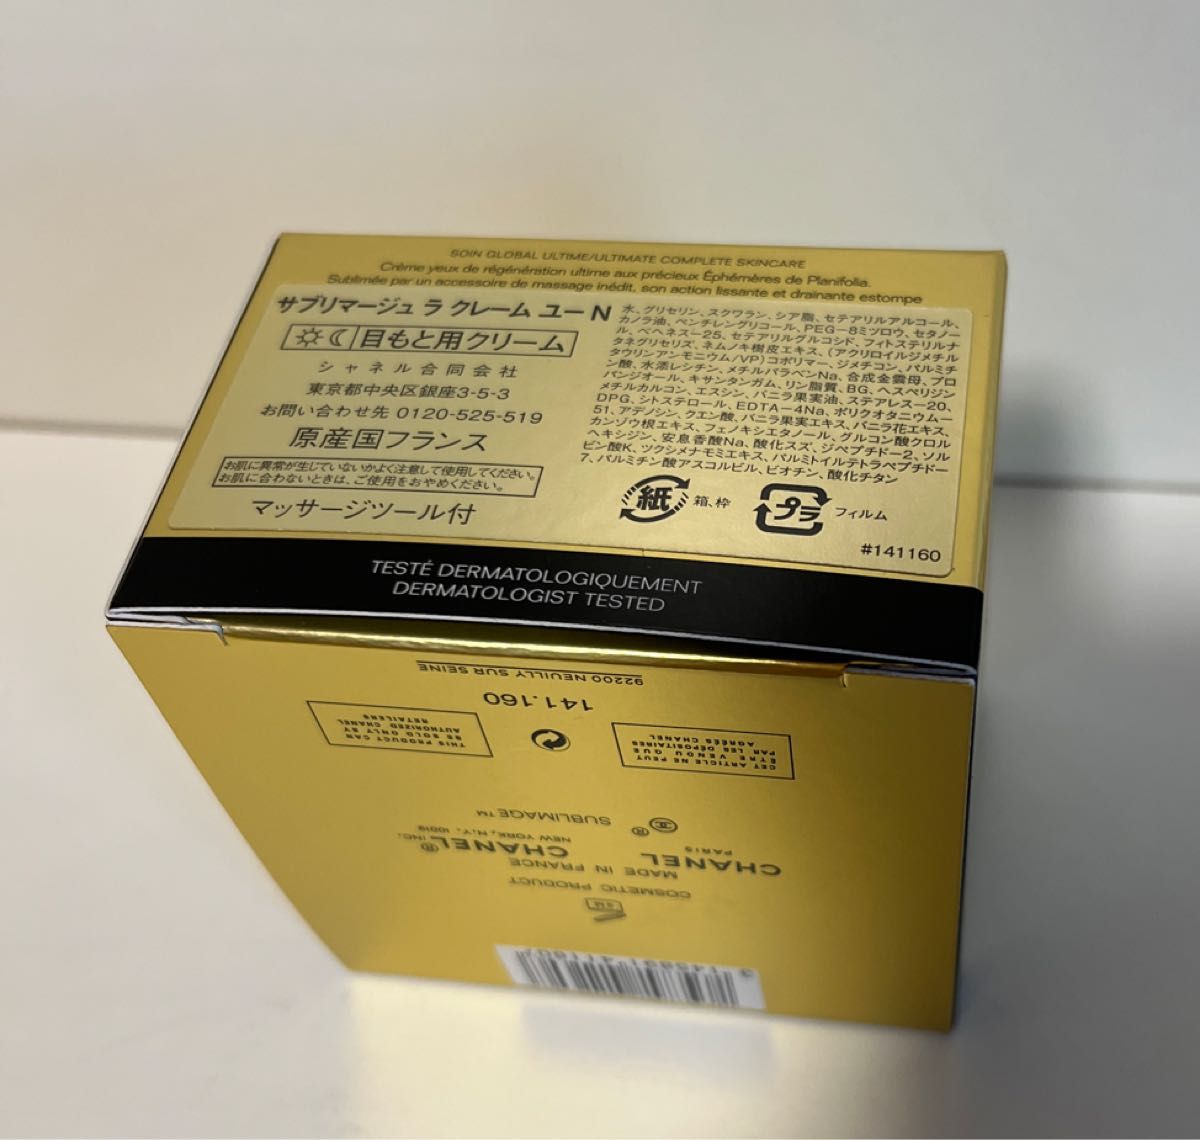 SOIN GLOBAL ULTIME/ULTIMATE COMPLETE SKINCARE
Crème yeux de régénération ultime aux précieux Éphémères de Planifolia.
Sublimée par un accessoire de massage inédit, son action lissante et drainante estompe
サブリマージュ ラ クレーム ユー N
目もと用クリーム
シャネル合同会社
東京都中央区銀座3-5-3
お問い合わせ先 0120-525-519
原産国フランス
お肌に異常が生じていないかよく注意して使用してください。
お肌に合わないときは、ご使用をおやめください。
マッサージツール付
水、グリセリン、スクワラン、シア脂、セテアリルアルコール、
カノラ油、ペンチレングリコール、PEG-8ミツロウ、セタノー
ル、ベヘネス-25、セテアリルグルコシド、フィトステリルナ
タネグリセリズ、ネムノキ樹皮エキス、(アクリロイルジメチル
タウリンアンモニウム/VP)コポリマー、ジメチコン、パルミチ
ン酸、水添レシチン、メチルパラベンNa、合成金雲母、プロ
パンジオール、キサンタンガム、リン脂質、BG、ヘスペリジン
メチルカルコン、エスシン、バニラ果実油、ステアレス-20、
DPG、シトステロール、EDTA-4Na、ポリクオタニウム-
51、アデノシン、クエン酸、バニラ果実エキス、バニラ花エキス、
カンゾウ根エキス、フェノキシエタノール、グルコン酸クロル
ヘキシジン、安息香酸Na、酸化スズ、ジペプチド-2、ソル
ビン酸K、ツクシメナモミエキス、パルミトイルテトラペプチド-
7、パルミチン酸アスコルビル、ビオチン、酸化チタン
紙 箱、枠
プラ フィルム
#141160
TESTÉ DERMATOLOGIQUEMENT
DERMATOLOGIST TESTED
92200 NEUILLY SUR SEINE
141.160
THIS PRODUCT CAN
BE SOLD ONLY BY
AUTHORIZED CHANEL
RETAILERS
CET ARTICLE NE PEUT
ÊTRE VENDU QUE
PAR LES DÉPOSITAIRES
AGRÉÉS CHANEL
SUBLIMAGE™
CHANEL INC.
NEW YORK, N.Y. 10019
CHANEL
PARIS
CHANEL®
MADE IN FRANCE
COSMETIC PRODUCT